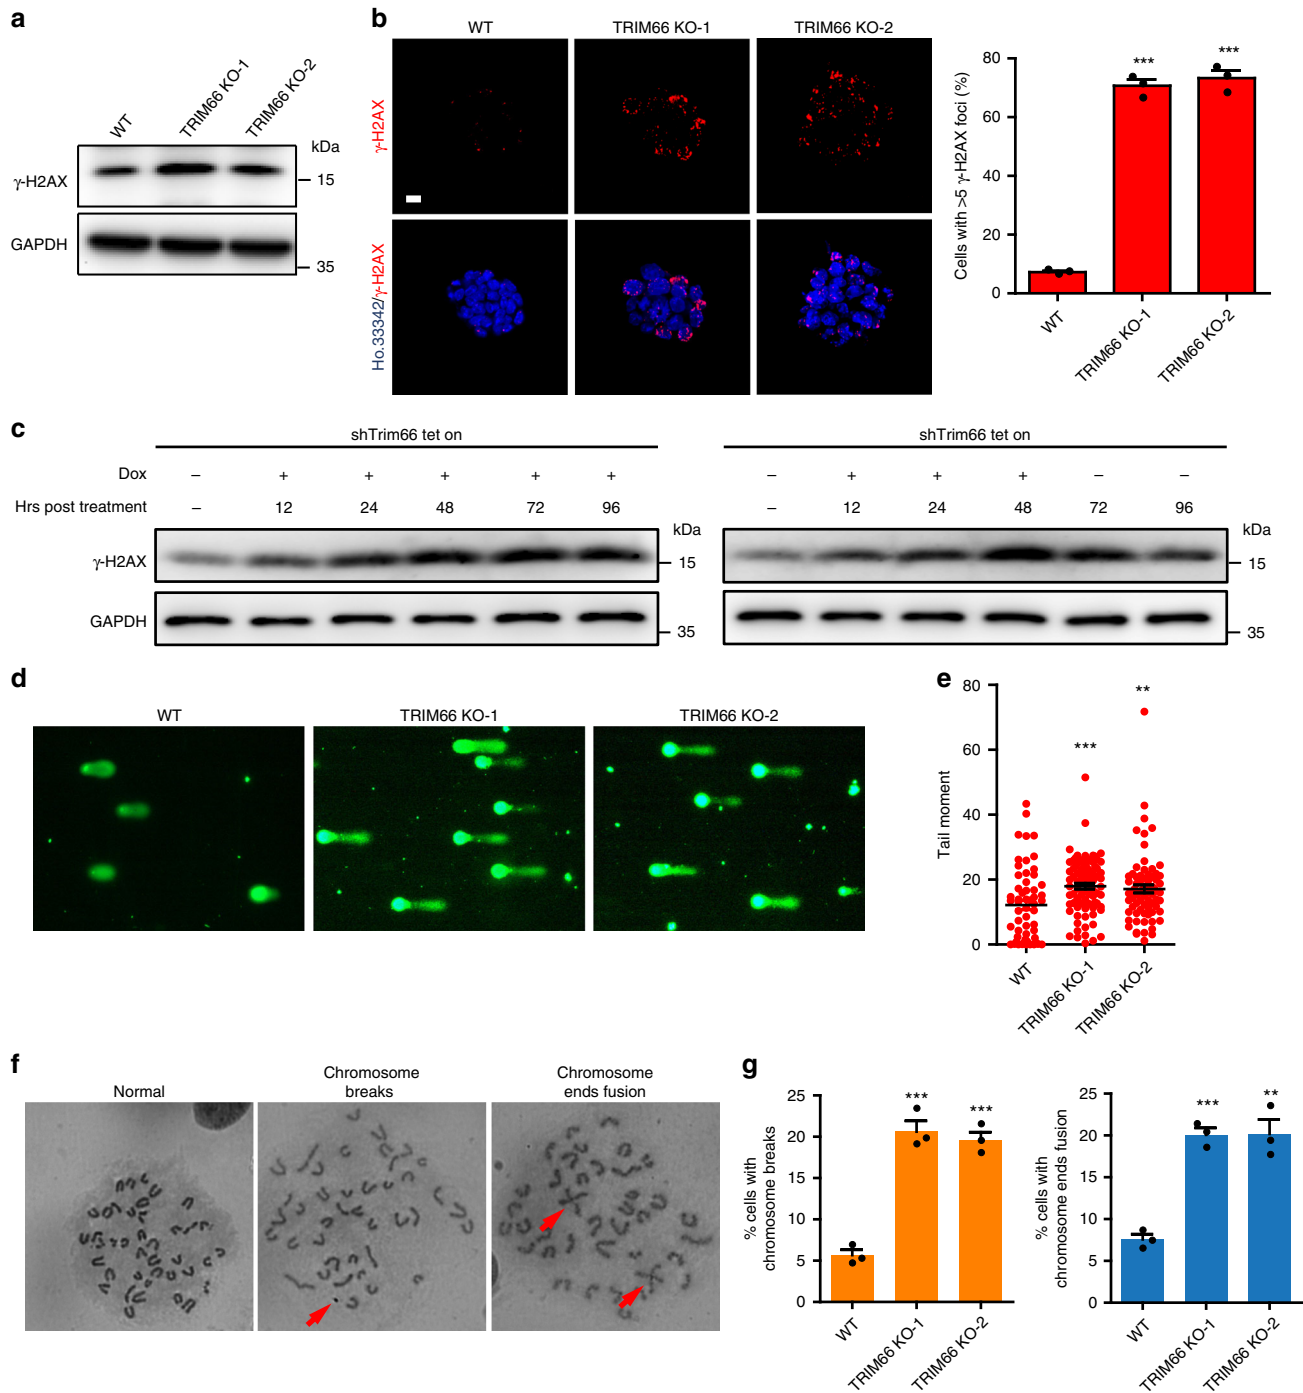 a
WT
TRIM66 KO-1
TRIM66 KO-2
kDa
γ-H2AX
15
GAPDH
35
b
WT
TRIM66 KO-1
TRIM66 KO-2
γ-H2AX
Ho.33342/γ-H2AX
Cells with >5 γ-H2AX foci (%)
80
60
40
20
0
***
***
WT
TRIM66 KO-1
TRIM66 KO-2
c
shTrim66 tet on
shTrim66 tet on
Dox – + + + + + – + + + – –
Hrs post treatment – 12 24 48 72 96 – 12 24 48 72 96
kDa
kDa
γ-H2AX
15
15
GAPDH
35
35
d
WT
TRIM66 KO-1
TRIM66 KO-2
e
Tail moment
80
60
40
20
0
***
**
WT
TRIM66 KO-1
TRIM66 KO-2
f
Normal
Chromosome
breaks
Chromosome
ends fusion
g
% cells with
chromosome breaks
25
20
15
10
5
0
***
***
WT
TRIM66 KO-1
TRIM66 KO-2
% cells with
chromosome ends fusion
25
20
15
10
5
0
***
**
WT
TRIM66 KO-1
TRIM66 KO-2